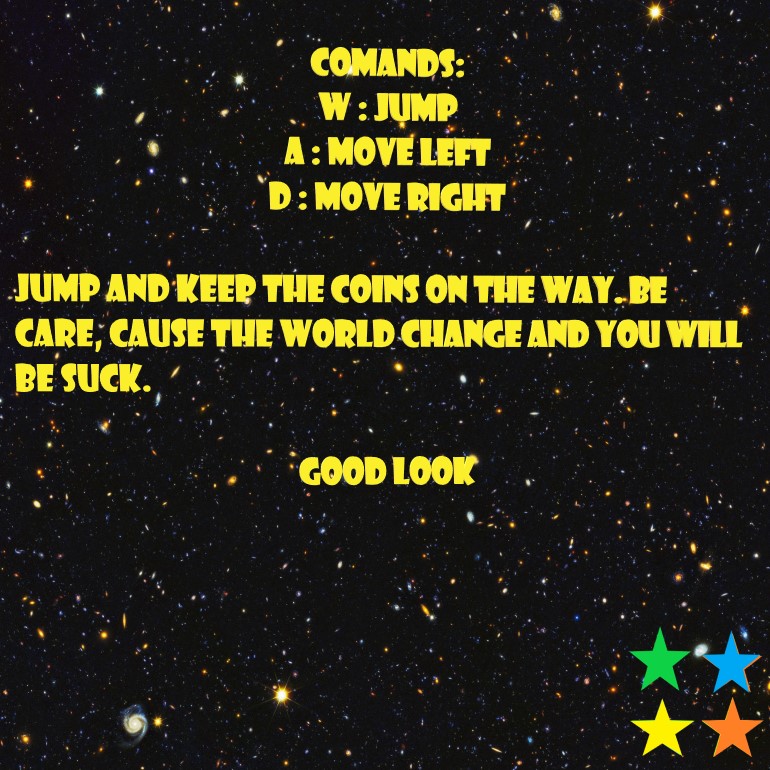 COMANDS:
W : JUMP
A : MOVE LEFT
D : MOVE RIGHT
JUMP AND KEEP THE COINS ON THE WAY. BE
CARE, CAUSE THE WORLD CHANGE AND YOU WILL
BE SUCK.
GOOD LOOK